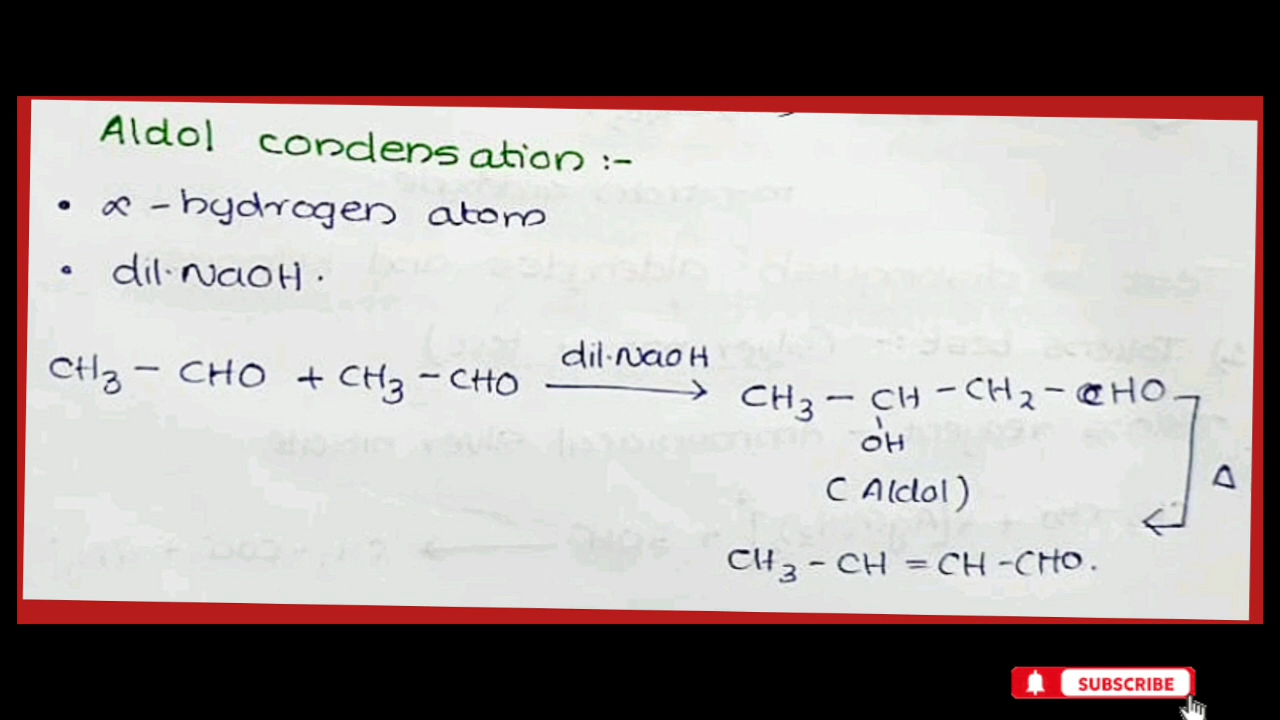 Aldol condensation :-
• α - hydrogen atom
• dil·NaOH.
CH₃ - CHO + CH₃ - CHO dil·NaOH → CH₃ - CH - CH₂ - CHO
OH
(Aldol)
Δ
CH₃ - CH = CH - CHO.
SUBSCRIBE